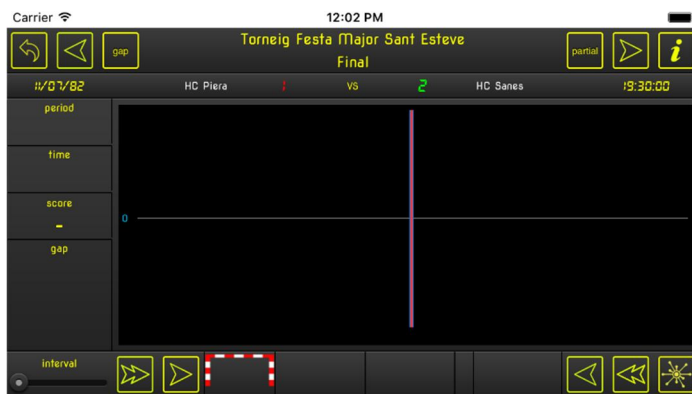 Carrier 12:02 PM
gap Torneig Festa Major Sant Esteve partial i
Final
11/07/82 HC Piera 1 VS 2 HC Sanes 19:30:00
period
time
score
-
0
gap
interval